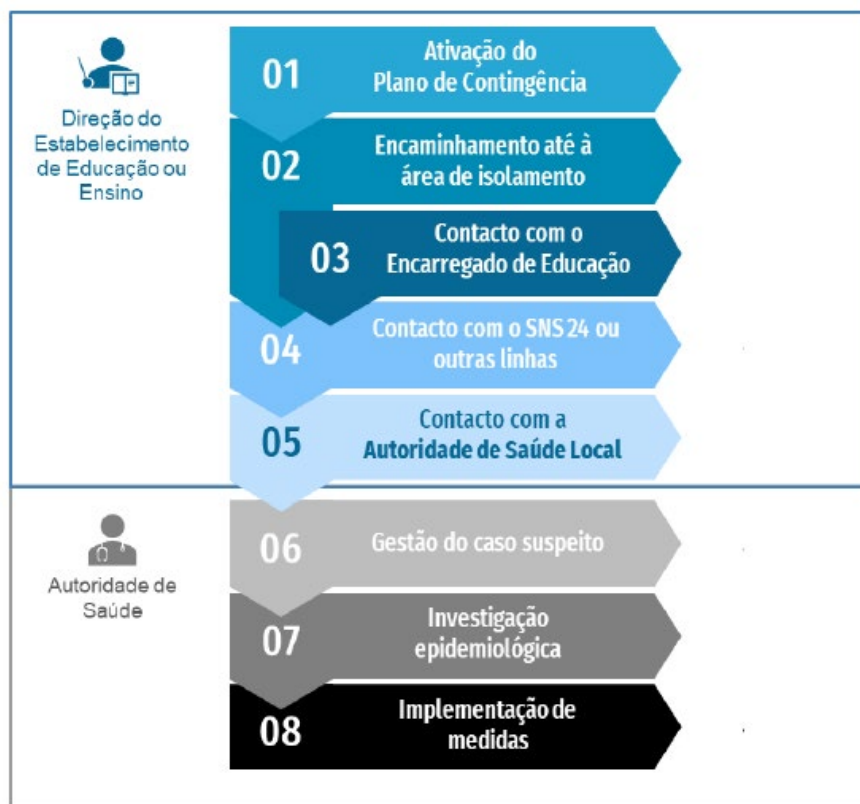 Direção do
Estabelecimento
de Educação ou
Ensino
01
Ativação do
Plano de Contingência
02
Encaminhamento até à
área de isolamento
03
Contacto com o
Encarregado de Educação
04
Contacto com o SNS 24 ou
outras linhas
05
Contacto com a
Autoridade de Saúde Local
Autoridade de
Saúde
06
Gestão do caso suspeito
07
Investigação
epidemiológica
08
Implementação de
medidas